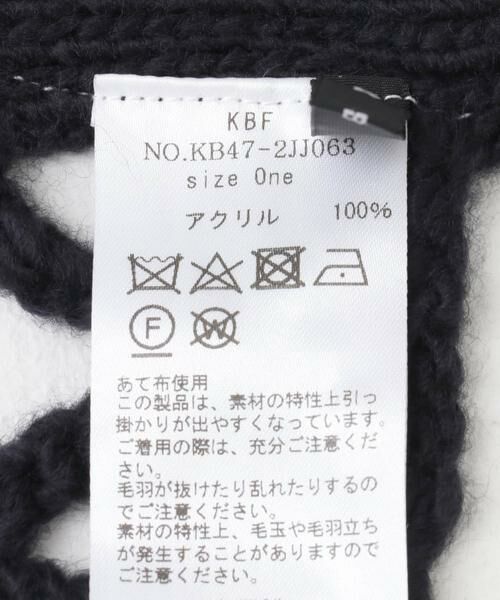 KBF
NO.KB47-2JJ063
size One
アクリル 100%
F
W
あて布使用
この製品は、素材の特性上引っ
掛かりが出やすくなっています。
ご着用の際は、充分ご注意くだ
さい。
毛羽が抜けたり乱れたりするの
でご注意ください。
素材の特性上、毛玉や毛羽立ち
が発生することがありますので
ご注意ください。